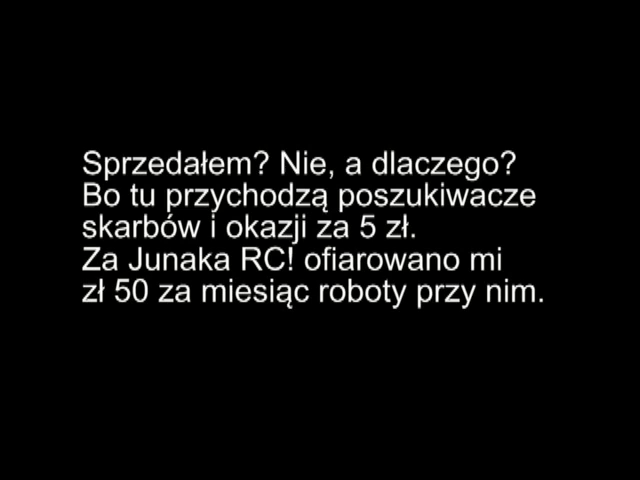 Sprzedałem? Nie, a dlaczego?
Bo tu przychodzą poszukiwacze
skarbów i okazji za 5 zł.
Za Junaka RC! ofiarowano mi
zł 50 za miesiąc roboty przy nim.